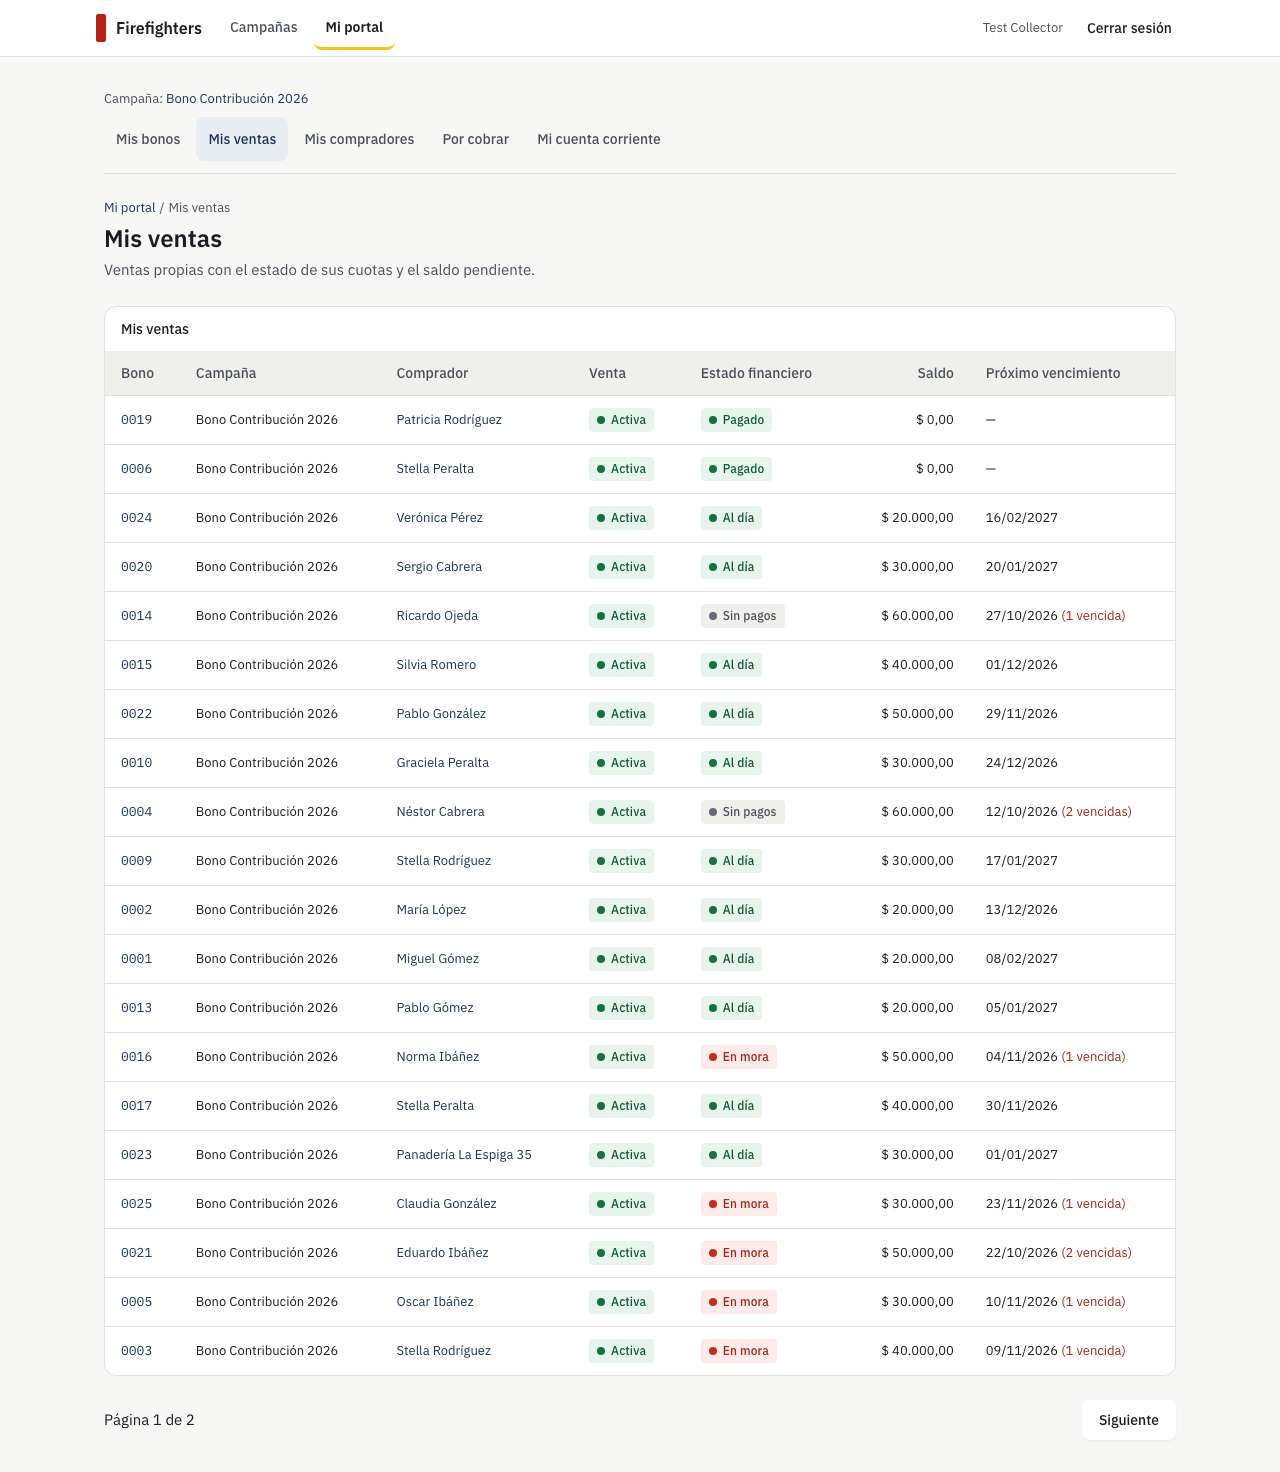 Firefighters Campañas Mi portal Test Collector Cerrar sesión
Campaña: Bono Contribución 2026
Mis bonos Mis ventas Mis compradores Por cobrar Mi cuenta corriente
Mi portal / Mis ventas
Mis ventas
Ventas propias con el estado de sus cuotas y el saldo pendiente.
Mis ventas
Bono Campaña Comprador Venta Estado financiero Saldo Próximo vencimiento
0019 Bono Contribución 2026 Patricia Rodríguez Activa Pagado $ 0,00 —
0006 Bono Contribución 2026 Stella Peralta Activa Pagado $ 0,00 —
0024 Bono Contribución 2026 Verónica Pérez Activa Al día $ 20.000,00 16/02/2027
0020 Bono Contribución 2026 Sergio Cabrera Activa Al día $ 30.000,00 20/01/2027
0014 Bono Contribución 2026 Ricardo Ojeda Activa Sin pagos $ 60.000,00 27/10/2026 (1 vencida)
0015 Bono Contribución 2026 Silvia Romero Activa Al día $ 40.000,00 01/12/2026
0022 Bono Contribución 2026 Pablo González Activa Al día $ 50.000,00 29/11/2026
0010 Bono Contribución 2026 Graciela Peralta Activa Al día $ 30.000,00 24/12/2026
0004 Bono Contribución 2026 Néstor Cabrera Activa Sin pagos $ 60.000,00 12/10/2026 (2 vencidas)
0009 Bono Contribución 2026 Stella Rodríguez Activa Al día $ 30.000,00 17/01/2027
0002 Bono Contribución 2026 María López Activa Al día $ 20.000,00 13/12/2026
0001 Bono Contribución 2026 Miguel Gómez Activa Al día $ 20.000,00 08/02/2027
0013 Bono Contribución 2026 Pablo Gómez Activa Al día $ 20.000,00 05/01/2027
0016 Bono Contribución 2026 Norma Ibáñez Activa En mora $ 50.000,00 04/11/2026 (1 vencida)
0017 Bono Contribución 2026 Stella Peralta Activa Al día $ 40.000,00 30/11/2026
0023 Bono Contribución 2026 Panadería La Espiga 35 Activa Al día $ 30.000,00 01/01/2027
0025 Bono Contribución 2026 Claudia González Activa En mora $ 30.000,00 23/11/2026 (1 vencida)
0021 Bono Contribución 2026 Eduardo Ibáñez Activa En mora $ 50.000,00 22/10/2026 (2 vencidas)
0005 Bono Contribución 2026 Oscar Ibáñez Activa En mora $ 30.000,00 10/11/2026 (1 vencida)
0003 Bono Contribución 2026 Stella Rodríguez Activa En mora $ 40.000,00 09/11/2026 (1 vencida)
Página 1 de 2 Siguiente